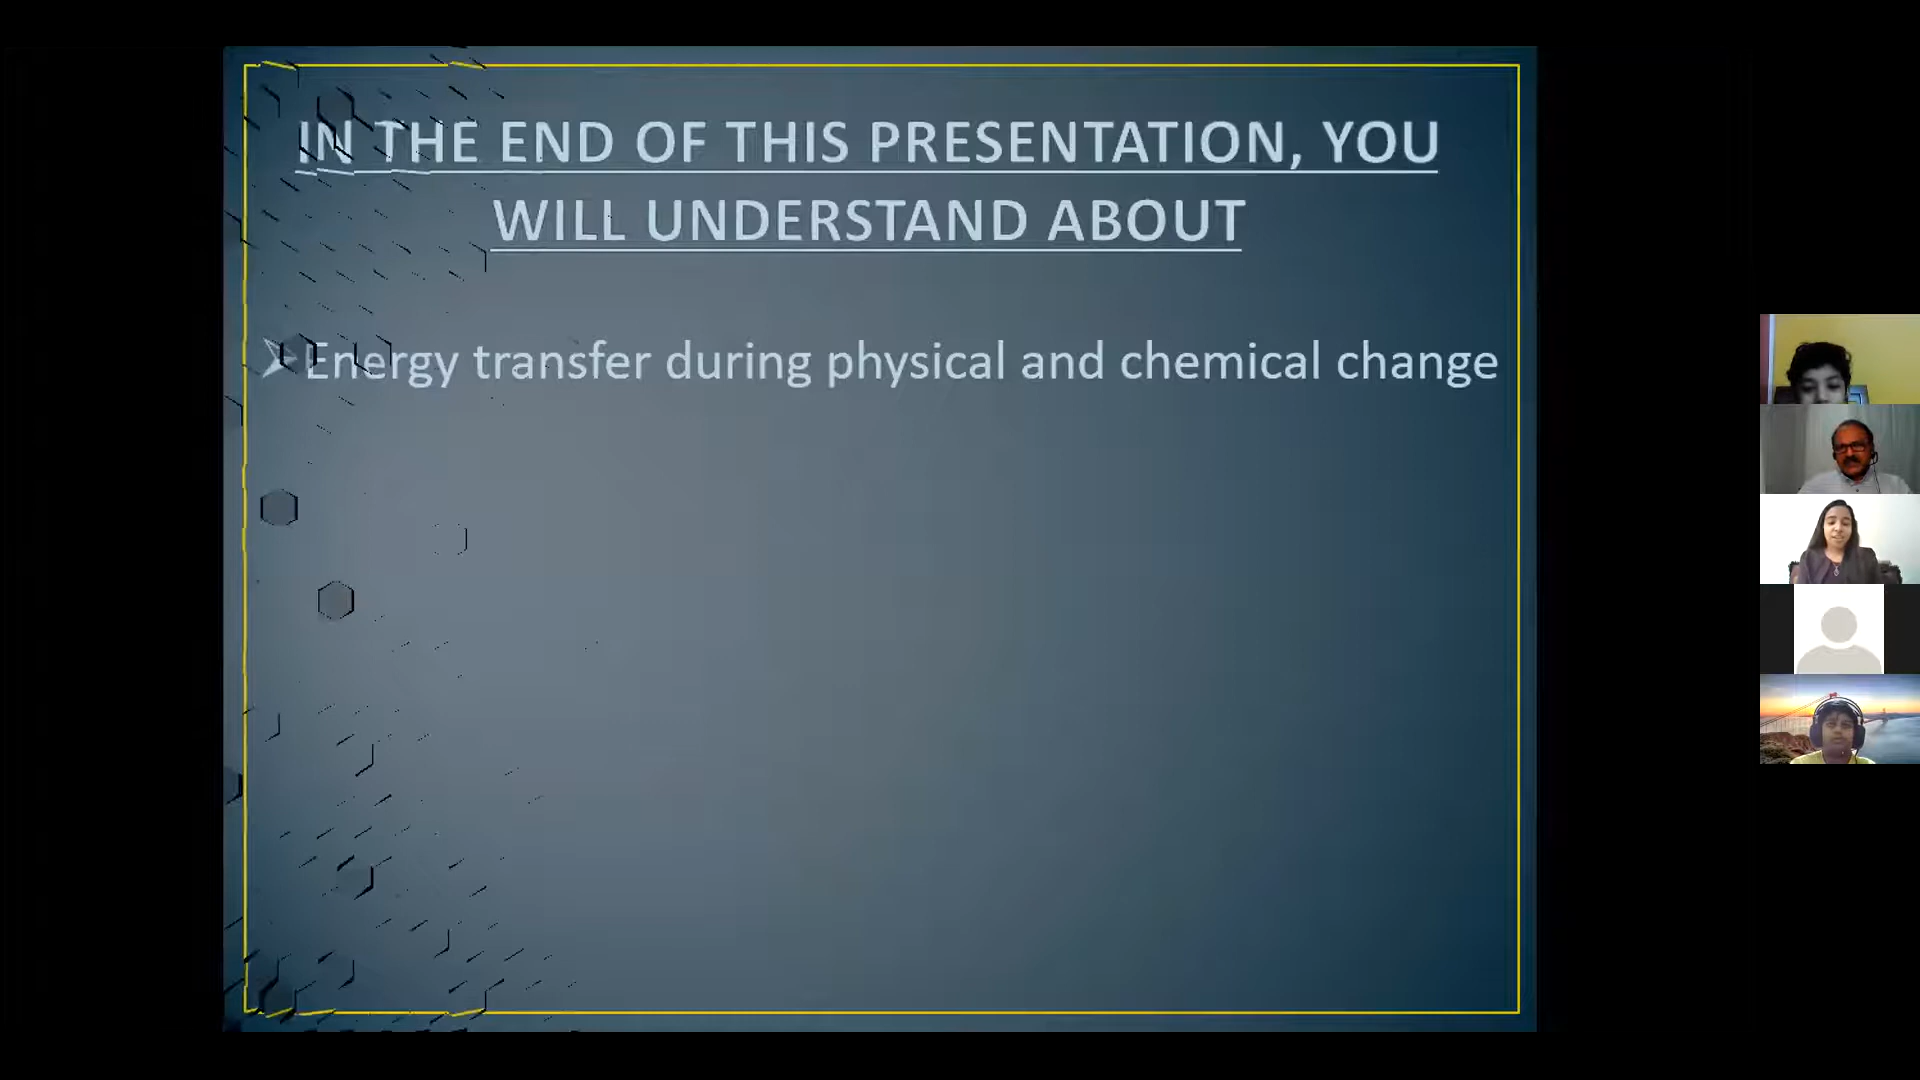 IN THE END OF THIS PRESENTATION, YOU
WILL UNDERSTAND ABOUT
Energy transfer during physical and chemical change